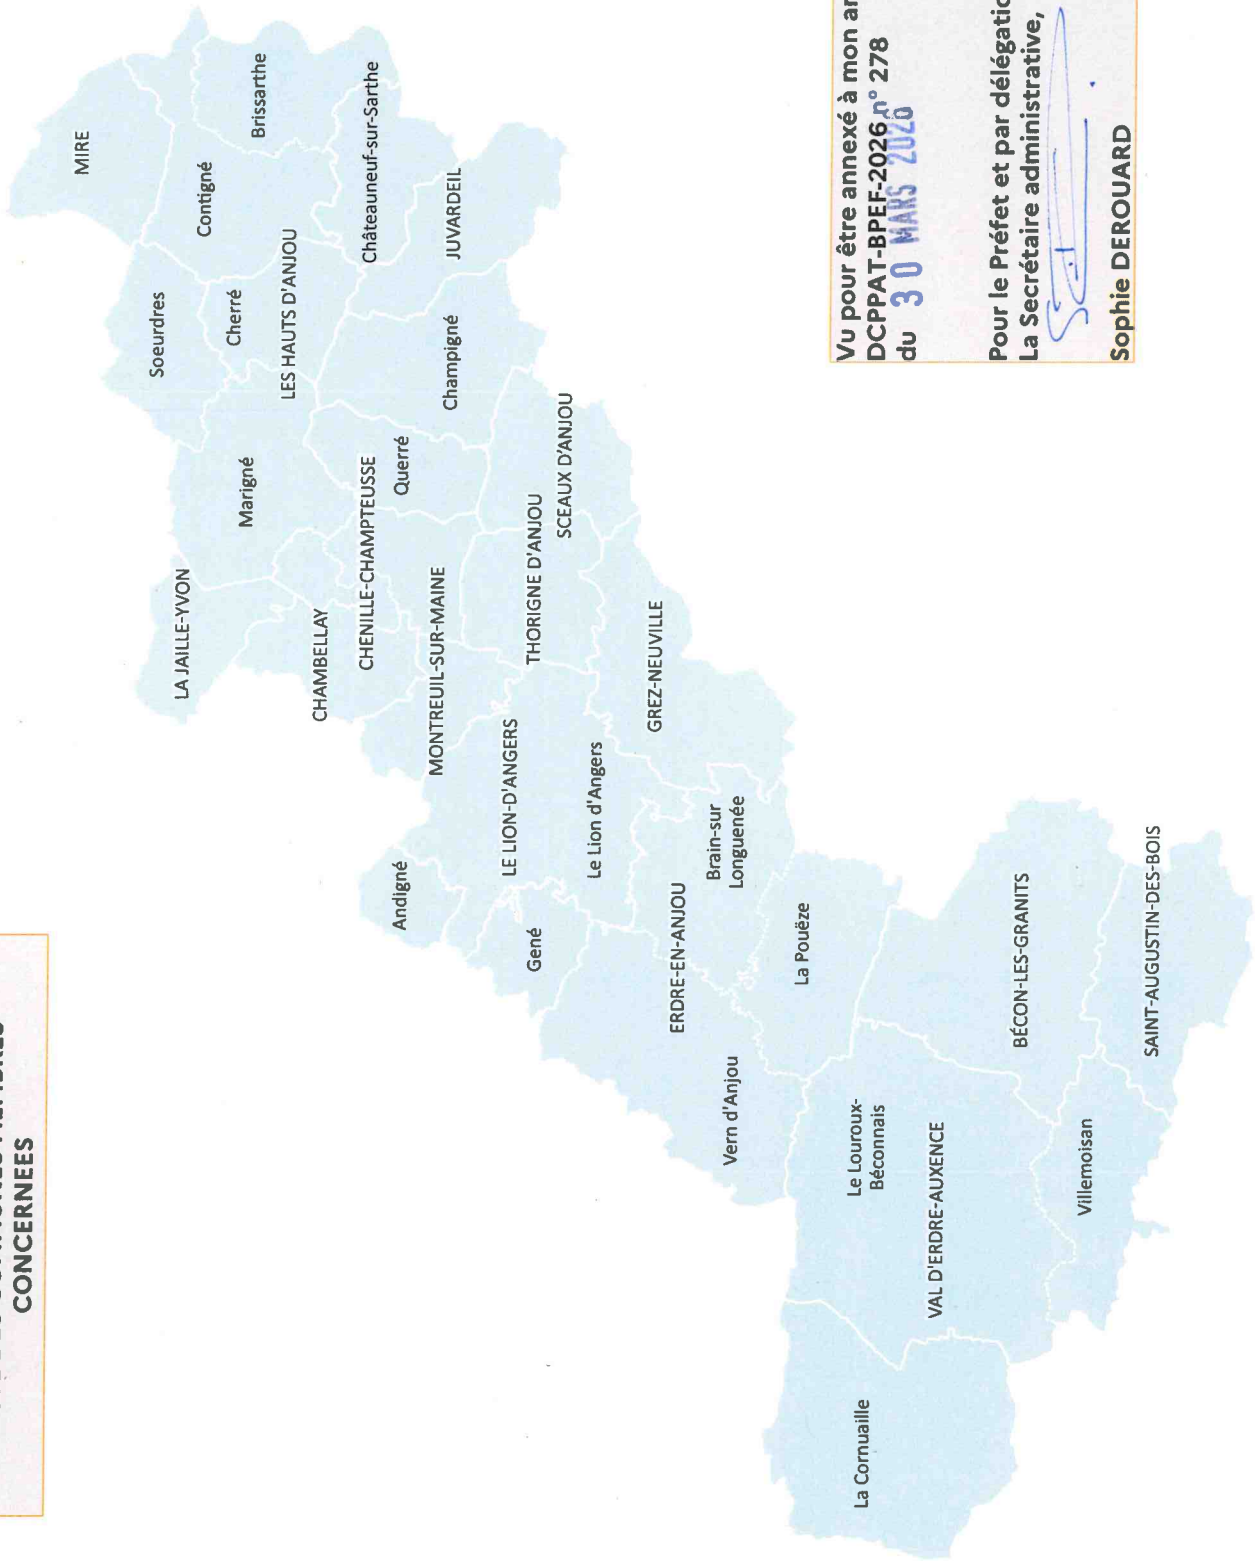 CONCERNEES
MIRE
Soeurdres
LA JAILLE-YVON
Contigné
Cherré
Marigné
Brissarthe
LES HAUTS D'ANJOU
CHAMBELLAY
Châteauneuf-sur-Sarthe
CHENILLE-CHAMPTEUSSE
Querré
Andigné
JUVARDEIL
Champigné
MONTREUIL-SUR-MAINE
LE LION-D'ANGERS
THORIGNE D'ANJOU
Gené
SCEAUX D'ANJOU
Le Lion d'Angers
GREZ-NEUVILLE
ERDRE-EN-ANJOU
Brain-sur
Longuenée
Vern d'Anjou
La Pouëze
Le Louroux-
Béconnais
La Cornuaille
VAL D'ERDRE-AUXENCE
BÉCON-LES-GRANITS
Villemoisan
SAINT-AUGUSTIN-DES-BOIS
Vu pour être annexé à mon
DCPPAT-BPEF-2026 n° 278
du 30 MARS 2026
Pour le Préfet et par
La Secrétaire administrative,
Sophie DEROUARD